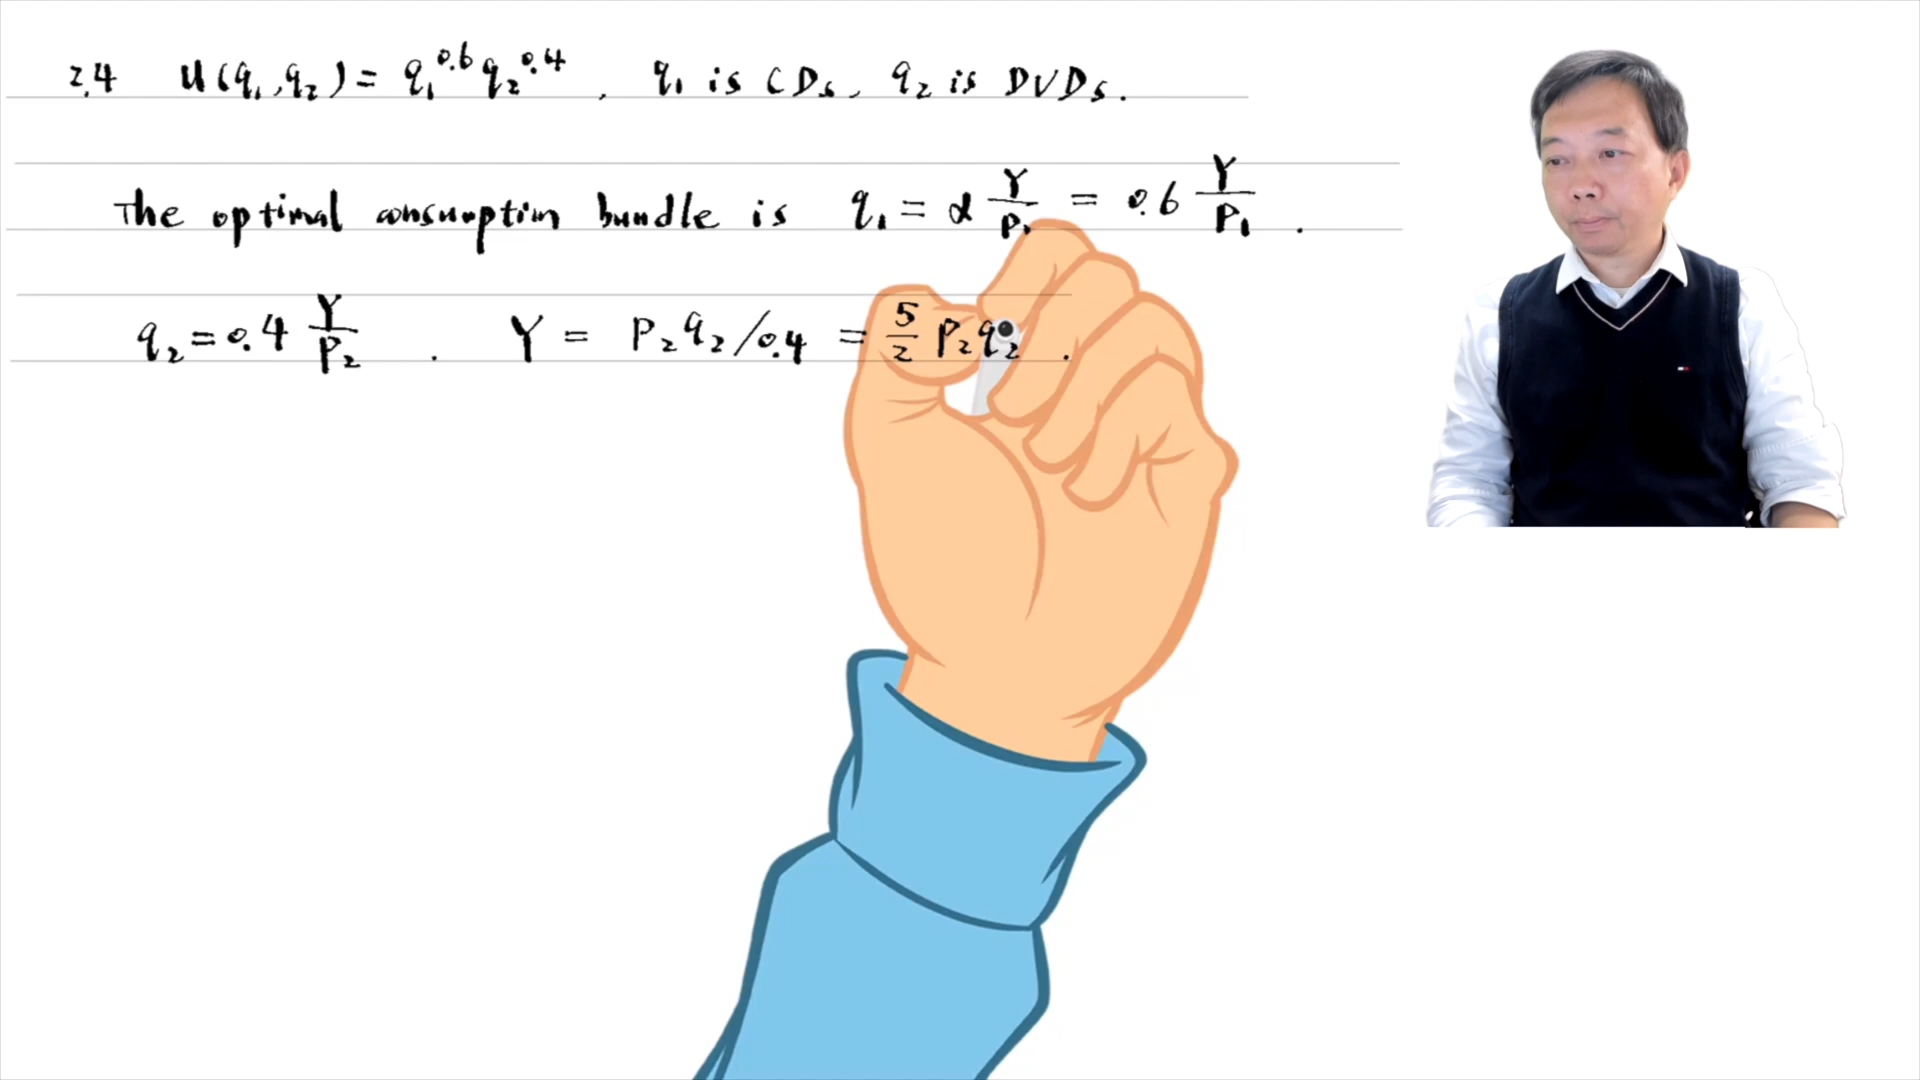 2.4 U(q₁,q₂) = q₁^0.6 q₂^0.4, q₁ is CDs, q₂ is DVDs.
The optimal consumption bundle is q₁ = α Y/P₁ = 0.6 Y/P₁.
q₂ = 0.4 Y/P₂. Y = P₂q₂/0.4 = 5/2 P₂q₂.